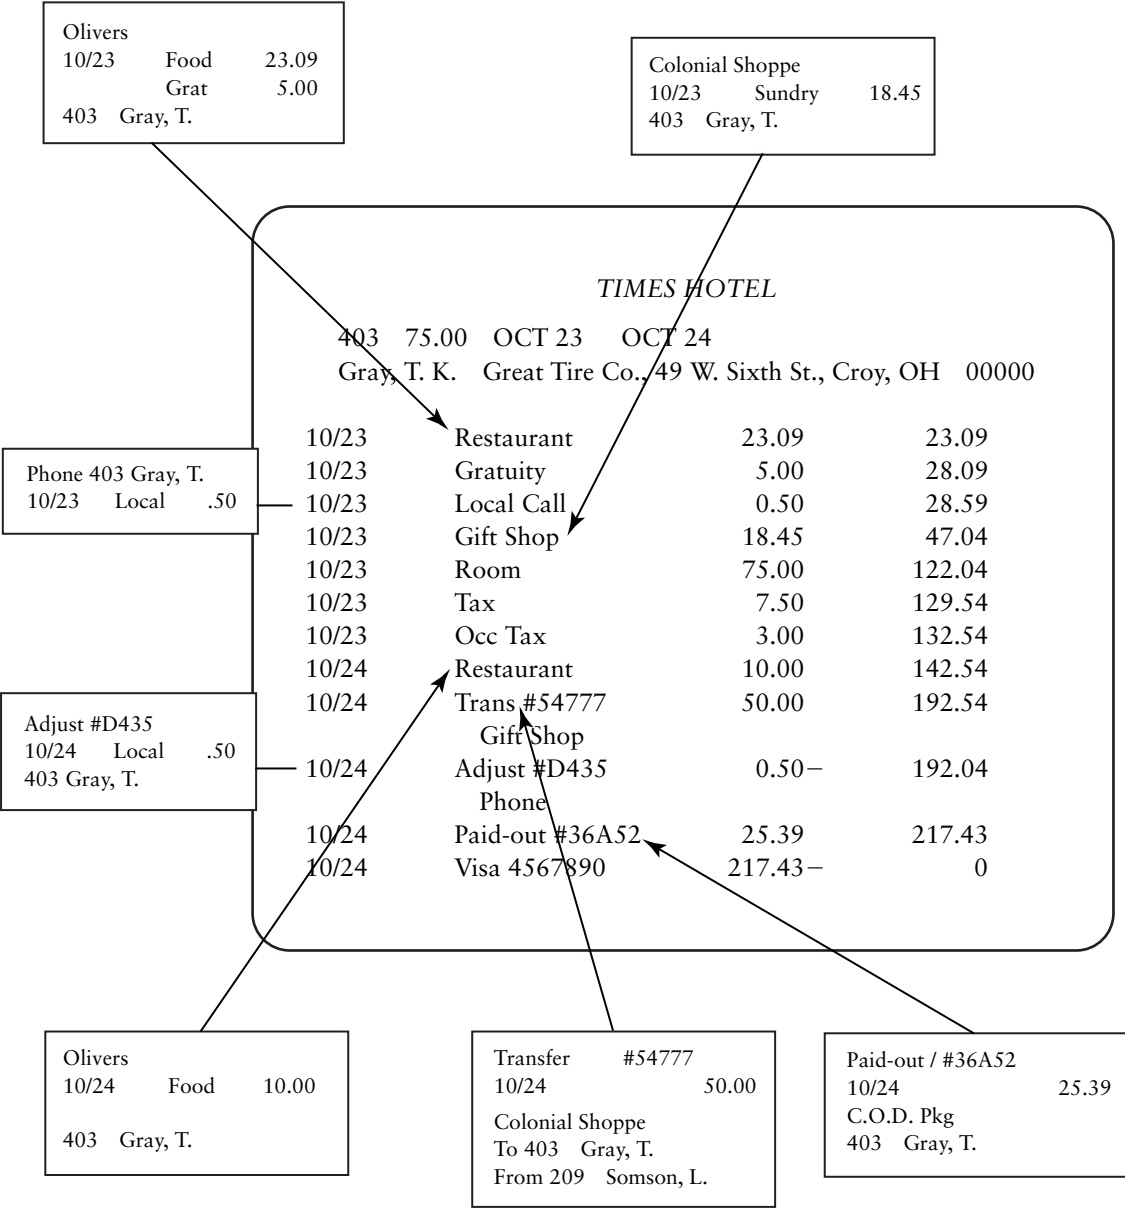 Olivers
10/23 Food 23.09
Grat 5.00
403 Gray, T.
Colonial Shoppe
10/23 Sundry 18.45
403 Gray, T.
TIMES HOTEL
403 75.00 OCT 23 OCT 24
Gray, T. K. Great Tire Co., 49 W. Sixth St., Croy, OH 00000
10/23 Restaurant 23.09 23.09
10/23 Gratuity 5.00 28.09
10/23 Local Call 0.50 28.59
10/23 Gift Shop 18.45 47.04
10/23 Room 75.00 122.04
10/23 Tax 7.50 129.54
10/23 Occ Tax 3.00 132.54
10/24 Restaurant 10.00 142.54
10/24 Trans #54777 50.00 192.54
Gift Shop
10/24 Adjust #D435 0.50− 192.04
Phone
10/24 Paid-out #36A52 25.39 217.43
10/24 Visa 4567890 217.43− 0
Phone 403 Gray, T.
10/23 Local .50
Adjust #D435
10/24 Local .50
403 Gray, T.
Olivers
10/24 Food 10.00
403 Gray, T.
Transfer #54777
10/24 50.00
Colonial Shoppe
To 403 Gray, T.
From 209 Somson, L.
Paid-out / #36A52
10/24 25.39
C.O.D. Pkg
403 Gray, T.